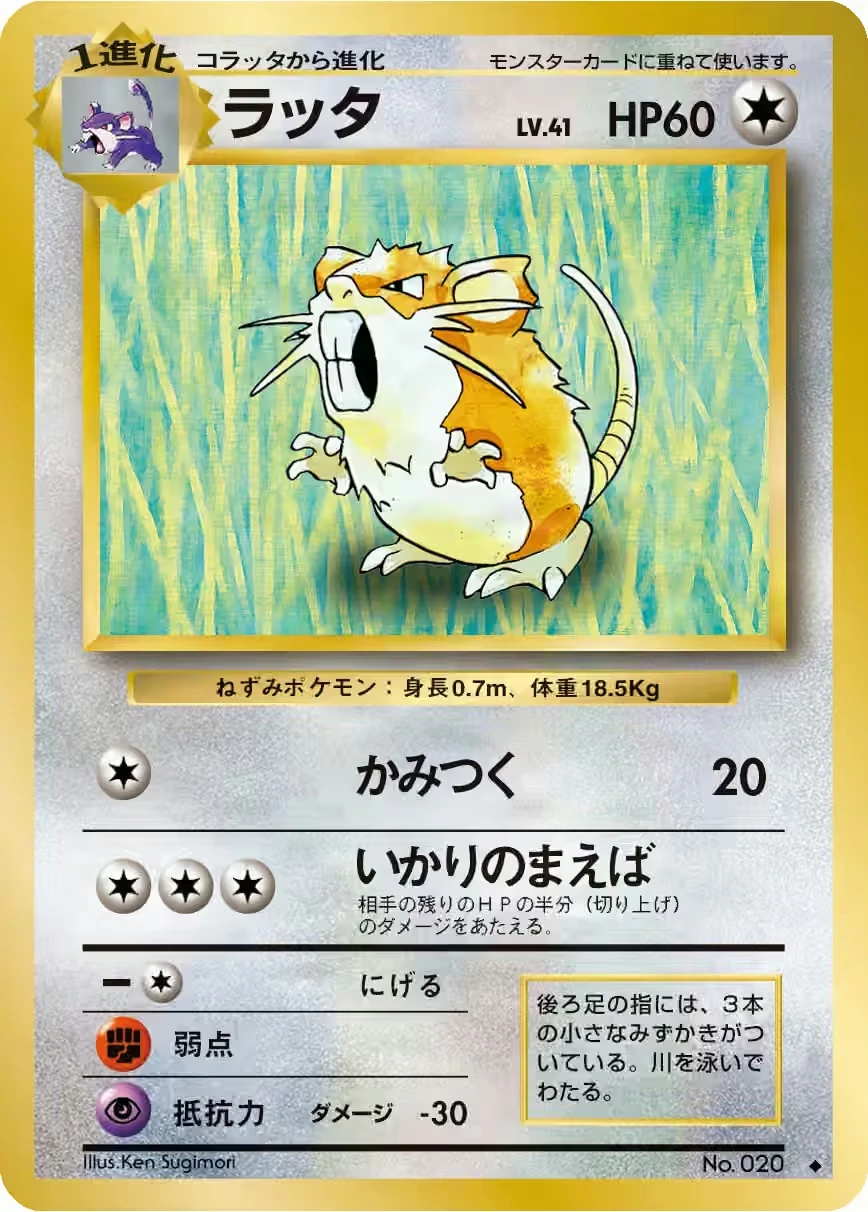 1進化
コラッタから進化
モンスターカードに重ねて使います。
ラッタ
LV.41 HP60
ねずみポケモン：身長0.7m、体重18.5Kg
かみつく 20
いかりのまえば
相手の残りのＨＰの半分（切り上げ）
のダメージをあたえる。
ー にげる
弱点
抵抗力 ダメージ -30
後ろ足の指には、３本
の小さなみずかきがつ
いている。川を泳いで
わたる。
Illus.Ken Sugimori
No. 020